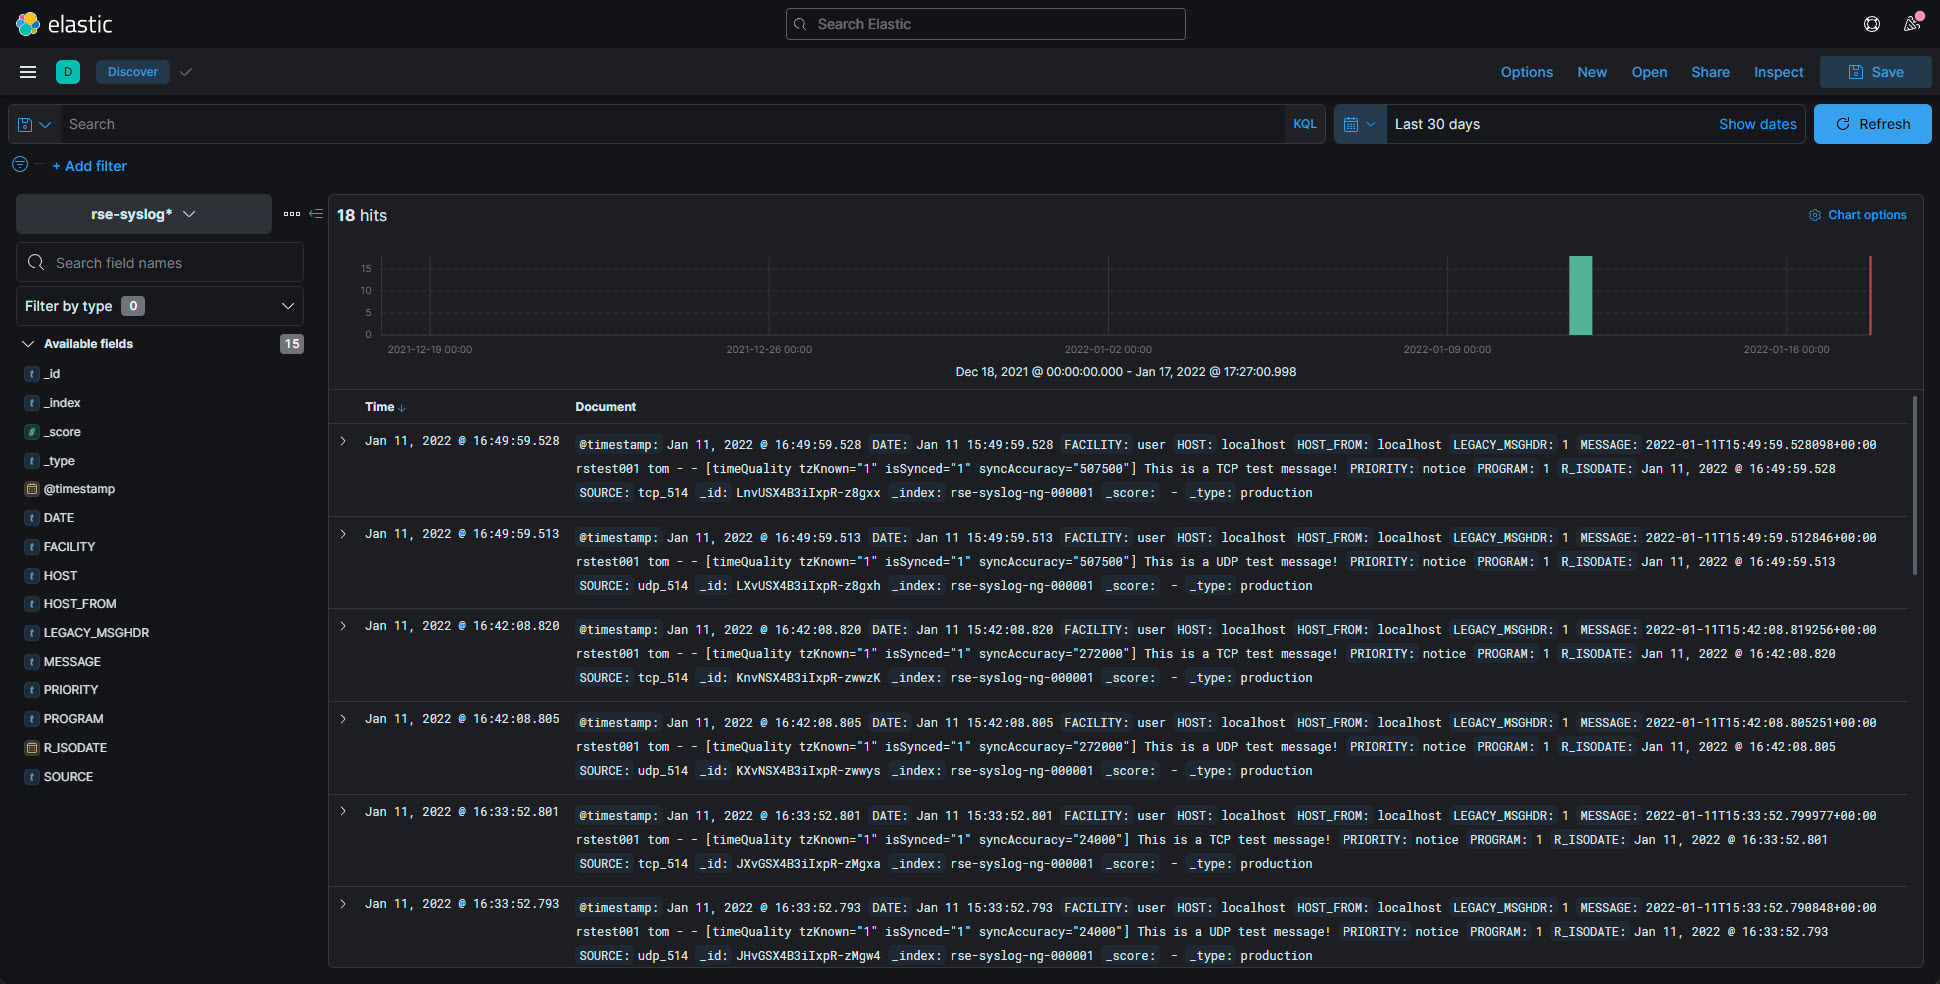 elastic
Search Elastic
D
Discover
Options New Open Share Inspect Save
Search
KQL
Last 30 days
Show dates
Refresh
+ Add filter
rse-syslog*
18 hits
Chart options
Search field names
Filter by type 0
Available fields 15
t _id
t _index
# _score
t _type
@timestamp
t DATE
t FACILITY
t HOST
t HOST_FROM
t LEGACY_MSGHDR
t MESSAGE
t PRIORITY
t PROGRAM
R_ISODATE
t SOURCE
15
10
5
0
2021-12-19 00:00 2021-12-26 00:00 2022-01-02 00:00 2022-01-09 00:00 2022-01-16 00:00
Dec 18, 2021 @ 00:00:00.000 - Jan 17, 2022 @ 17:27:00.998
Time Document
Jan 11, 2022 @ 16:49:59.528 @timestamp: Jan 11, 2022 @ 16:49:59.528 DATE: Jan 11 15:49:59.528 FACILITY: user HOST: localhost HOST_FROM: localhost LEGACY_MSGHDR: 1 MESSAGE: 2022-01-11T15:49:59.528098+00:00
rstest001 tom - - [timeQuality tzKnown="1" isSynced="1" syncAccuracy="507500"] This is a TCP test message! PRIORITY: notice PROGRAM: 1 R_ISODATE: Jan 11, 2022 @ 16:49:59.528
SOURCE: tcp_514 _id: LnvUSX4B3iIxpR-z8gxx _index: rse-syslog-ng-000001 _score: - _type: production
Jan 11, 2022 @ 16:49:59.513 @timestamp: Jan 11, 2022 @ 16:49:59.513 DATE: Jan 11 15:49:59.513 FACILITY: user HOST: localhost HOST_FROM: localhost LEGACY_MSGHDR: 1 MESSAGE: 2022-01-11T15:49:59.512846+00:00
rstest001 tom - - [timeQuality tzKnown="1" isSynced="1" syncAccuracy="507500"] This is a UDP test message! PRIORITY: notice PROGRAM: 1 R_ISODATE: Jan 11, 2022 @ 16:49:59.513
SOURCE: udp_514 _id: LXvUSX4B3iIxpR-z8gxh _index: rse-syslog-ng-000001 _score: - _type: production
Jan 11, 2022 @ 16:42:08.820 @timestamp: Jan 11, 2022 @ 16:42:08.820 DATE: Jan 11 15:42:08.820 FACILITY: user HOST: localhost HOST_FROM: localhost LEGACY_MSGHDR: 1 MESSAGE: 2022-01-11T15:42:08.819256+00:00
rstest001 tom - - [timeQuality tzKnown="1" isSynced="1" syncAccuracy="272000"] This is a TCP test message! PRIORITY: notice PROGRAM: 1 R_ISODATE: Jan 11, 2022 @ 16:42:08.820
SOURCE: tcp_514 _id: KnvNSX4B3iIxpR-zwwzK _index: rse-syslog-ng-000001 _score: - _type: production
Jan 11, 2022 @ 16:42:08.805 @timestamp: Jan 11, 2022 @ 16:42:08.805 DATE: Jan 11 15:42:08.805 FACILITY: user HOST: localhost HOST_FROM: localhost LEGACY_MSGHDR: 1 MESSAGE: 2022-01-11T15:42:08.805251+00:00
rstest001 tom - - [timeQuality tzKnown="1" isSynced="1" syncAccuracy="272000"] This is a UDP test message! PRIORITY: notice PROGRAM: 1 R_ISODATE: Jan 11, 2022 @ 16:42:08.805
SOURCE: udp_514 _id: KXvNSX4B3iIxpR-zwwys _index: rse-syslog-ng-000001 _score: - _type: production
Jan 11, 2022 @ 16:33:52.801 @timestamp: Jan 11, 2022 @ 16:33:52.801 DATE: Jan 11 15:33:52.801 FACILITY: user HOST: localhost HOST_FROM: localhost LEGACY_MSGHDR: 1 MESSAGE: 2022-01-11T15:33:52.799977+00:00
rstest001 tom - - [timeQuality tzKnown="1" isSynced="1" syncAccuracy="24000"] This is a TCP test message! PRIORITY: notice PROGRAM: 1 R_ISODATE: Jan 11, 2022 @ 16:33:52.801
SOURCE: tcp_514 _id: JXvGSX4B3iIxpR-zMgxa _index: rse-syslog-ng-000001 _score: - _type: production
Jan 11, 2022 @ 16:33:52.793 @timestamp: Jan 11, 2022 @ 16:33:52.793 DATE: Jan 11 15:33:52.793 FACILITY: user HOST: localhost HOST_FROM: localhost LEGACY_MSGHDR: 1 MESSAGE: 2022-01-11T15:33:52.790848+00:00
rstest001 tom - - [timeQuality tzKnown="1" isSynced="1" syncAccuracy="24000"] This is a UDP test message! PRIORITY: notice PROGRAM: 1 R_ISODATE: Jan 11, 2022 @ 16:33:52.793
SOURCE: udp_514 _id: JHvGSX4B3iIxpR-zMgw4 _index: rse-syslog-ng-000001 _score: - _type: production